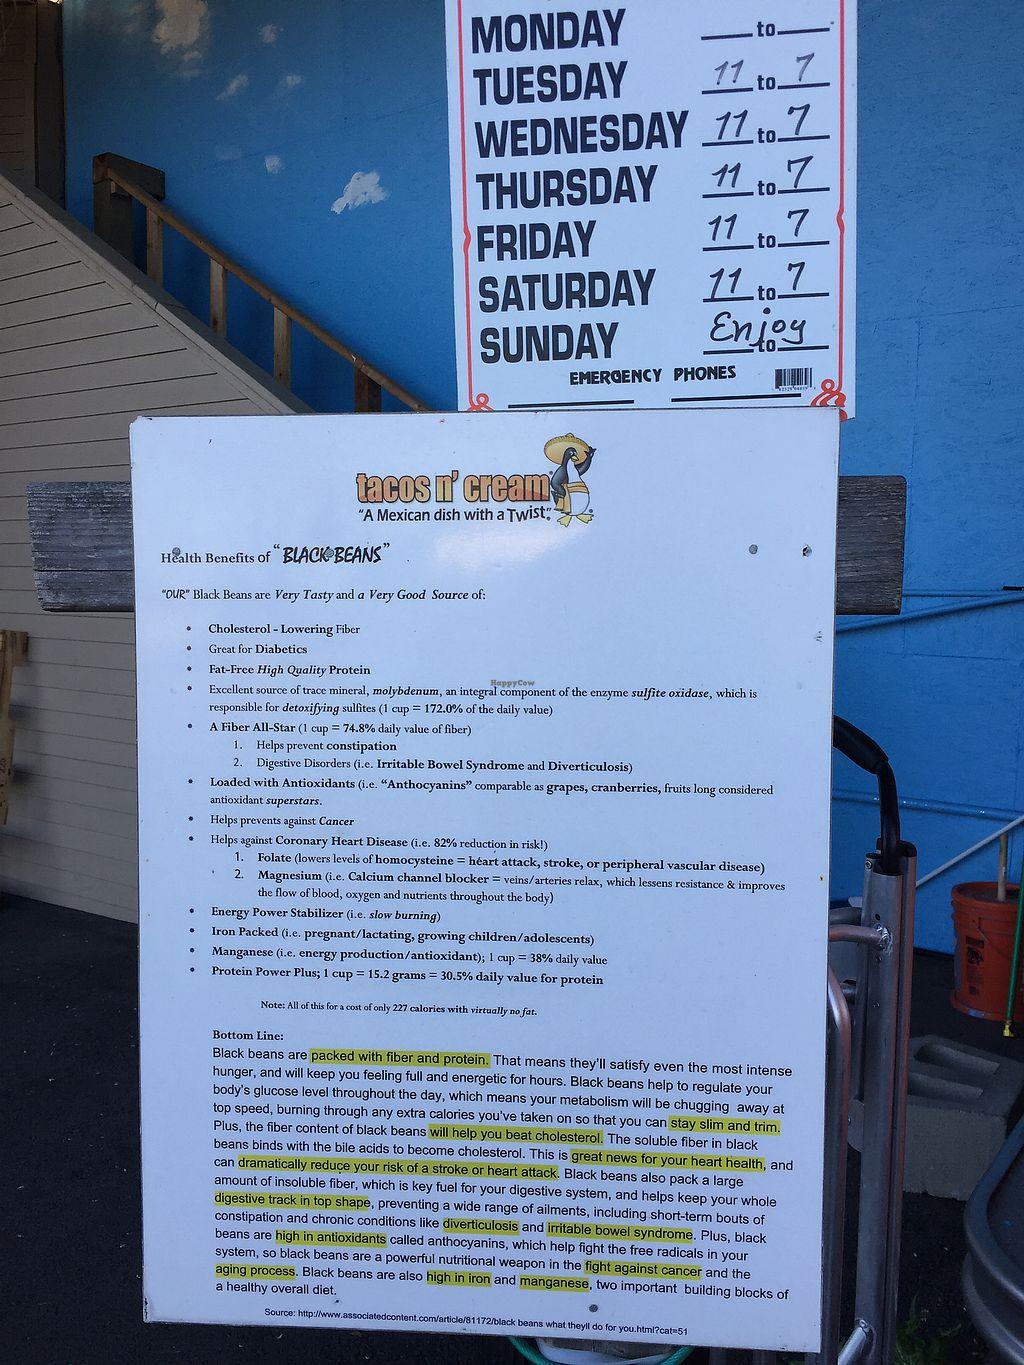 MONDAY ___ to ___
TUESDAY 11 to 7
WEDNESDAY 11 to 7
THURSDAY 11 to 7
FRIDAY 11 to 7
SATURDAY 11 to 7
SUNDAY Enjoy to
EMERGENCY PHONES
tacos n' cream
"A Mexican dish with a Twist."
Health Benefits of "BLACK BEANS"
"OUR" Black Beans are Very Tasty and a Very Good Source of:
• Cholesterol - Lowering Fiber
• Great for Diabetics
• Fat-Free High Quality Protein
HappyCow
• Excellent source of trace mineral, molybdenum, an integral component of the enzyme sulfite oxidase, which is
responsible for detoxifying sulfites (1 cup = 172.0% of the daily value)
• A Fiber All-Star (1 cup = 74.8% daily value of fiber)
1. Helps prevent constipation
2. Digestive Disorders (i.e. Irritable Bowel Syndrome and Diverticulosis)
• Loaded with Antioxidants (i.e. "Anthocyanins" comparable as grapes, cranberries, fruits long considered
antioxidant superstars.
• Helps prevents against Cancer
• Helps against Coronary Heart Disease (i.e. 82% reduction in risk!)
1. Folate (lowers levels of homocysteine = heart attack, stroke, or peripheral vascular disease)
2. Magnesium (i.e. Calcium channel blocker = veins/arteries relax, which lessens resistance & improves
the flow of blood, oxygen and nutrients throughout the body)
• Energy Power Stabilizer (i.e. slow burning)
• Iron Packed (i.e. pregnant/lactating, growing children/adolescents)
• Manganese (i.e. energy production/antioxidant); 1 cup = 38% daily value
• Protein Power Plus; 1 cup = 15.2 grams = 30.5% daily value for protein
Note: All of this for a cost of only 227 calories with virtually no fat.
Bottom Line:
Black beans are packed with fiber and protein. That means they'll satisfy even the most intense
hunger, and will keep you feeling full and energetic for hours. Black beans help to regulate your
body's glucose level throughout the day, which means your metabolism will be chugging away at
top speed, burning through any extra calories you've taken on so that you can stay slim and trim.
Plus, the fiber content of black beans will help you beat cholesterol. The soluble fiber in black
beans binds with the bile acids to become cholesterol. This is great news for your heart health, and
can dramatically reduce your risk of a stroke or heart attack. Black beans also pack a large
amount of insoluble fiber, which is key fuel for your digestive system, and helps keep your whole
digestive track in top shape, preventing a wide range of ailments, including short-term bouts of
constipation and chronic conditions like diverticulosis and irritable bowel syndrome. Plus, black
beans are high in antioxidants called anthocyanins, which help fight the free radicals in your
system, so black beans are a powerful nutritional weapon in the fight against cancer and the
aging process. Black beans are also high in iron and manganese, two important building blocks of
a healthy overall diet.
Source: http://www.associatedcontent.com/article/81172/black beans what theyll do for you.html?cat=51